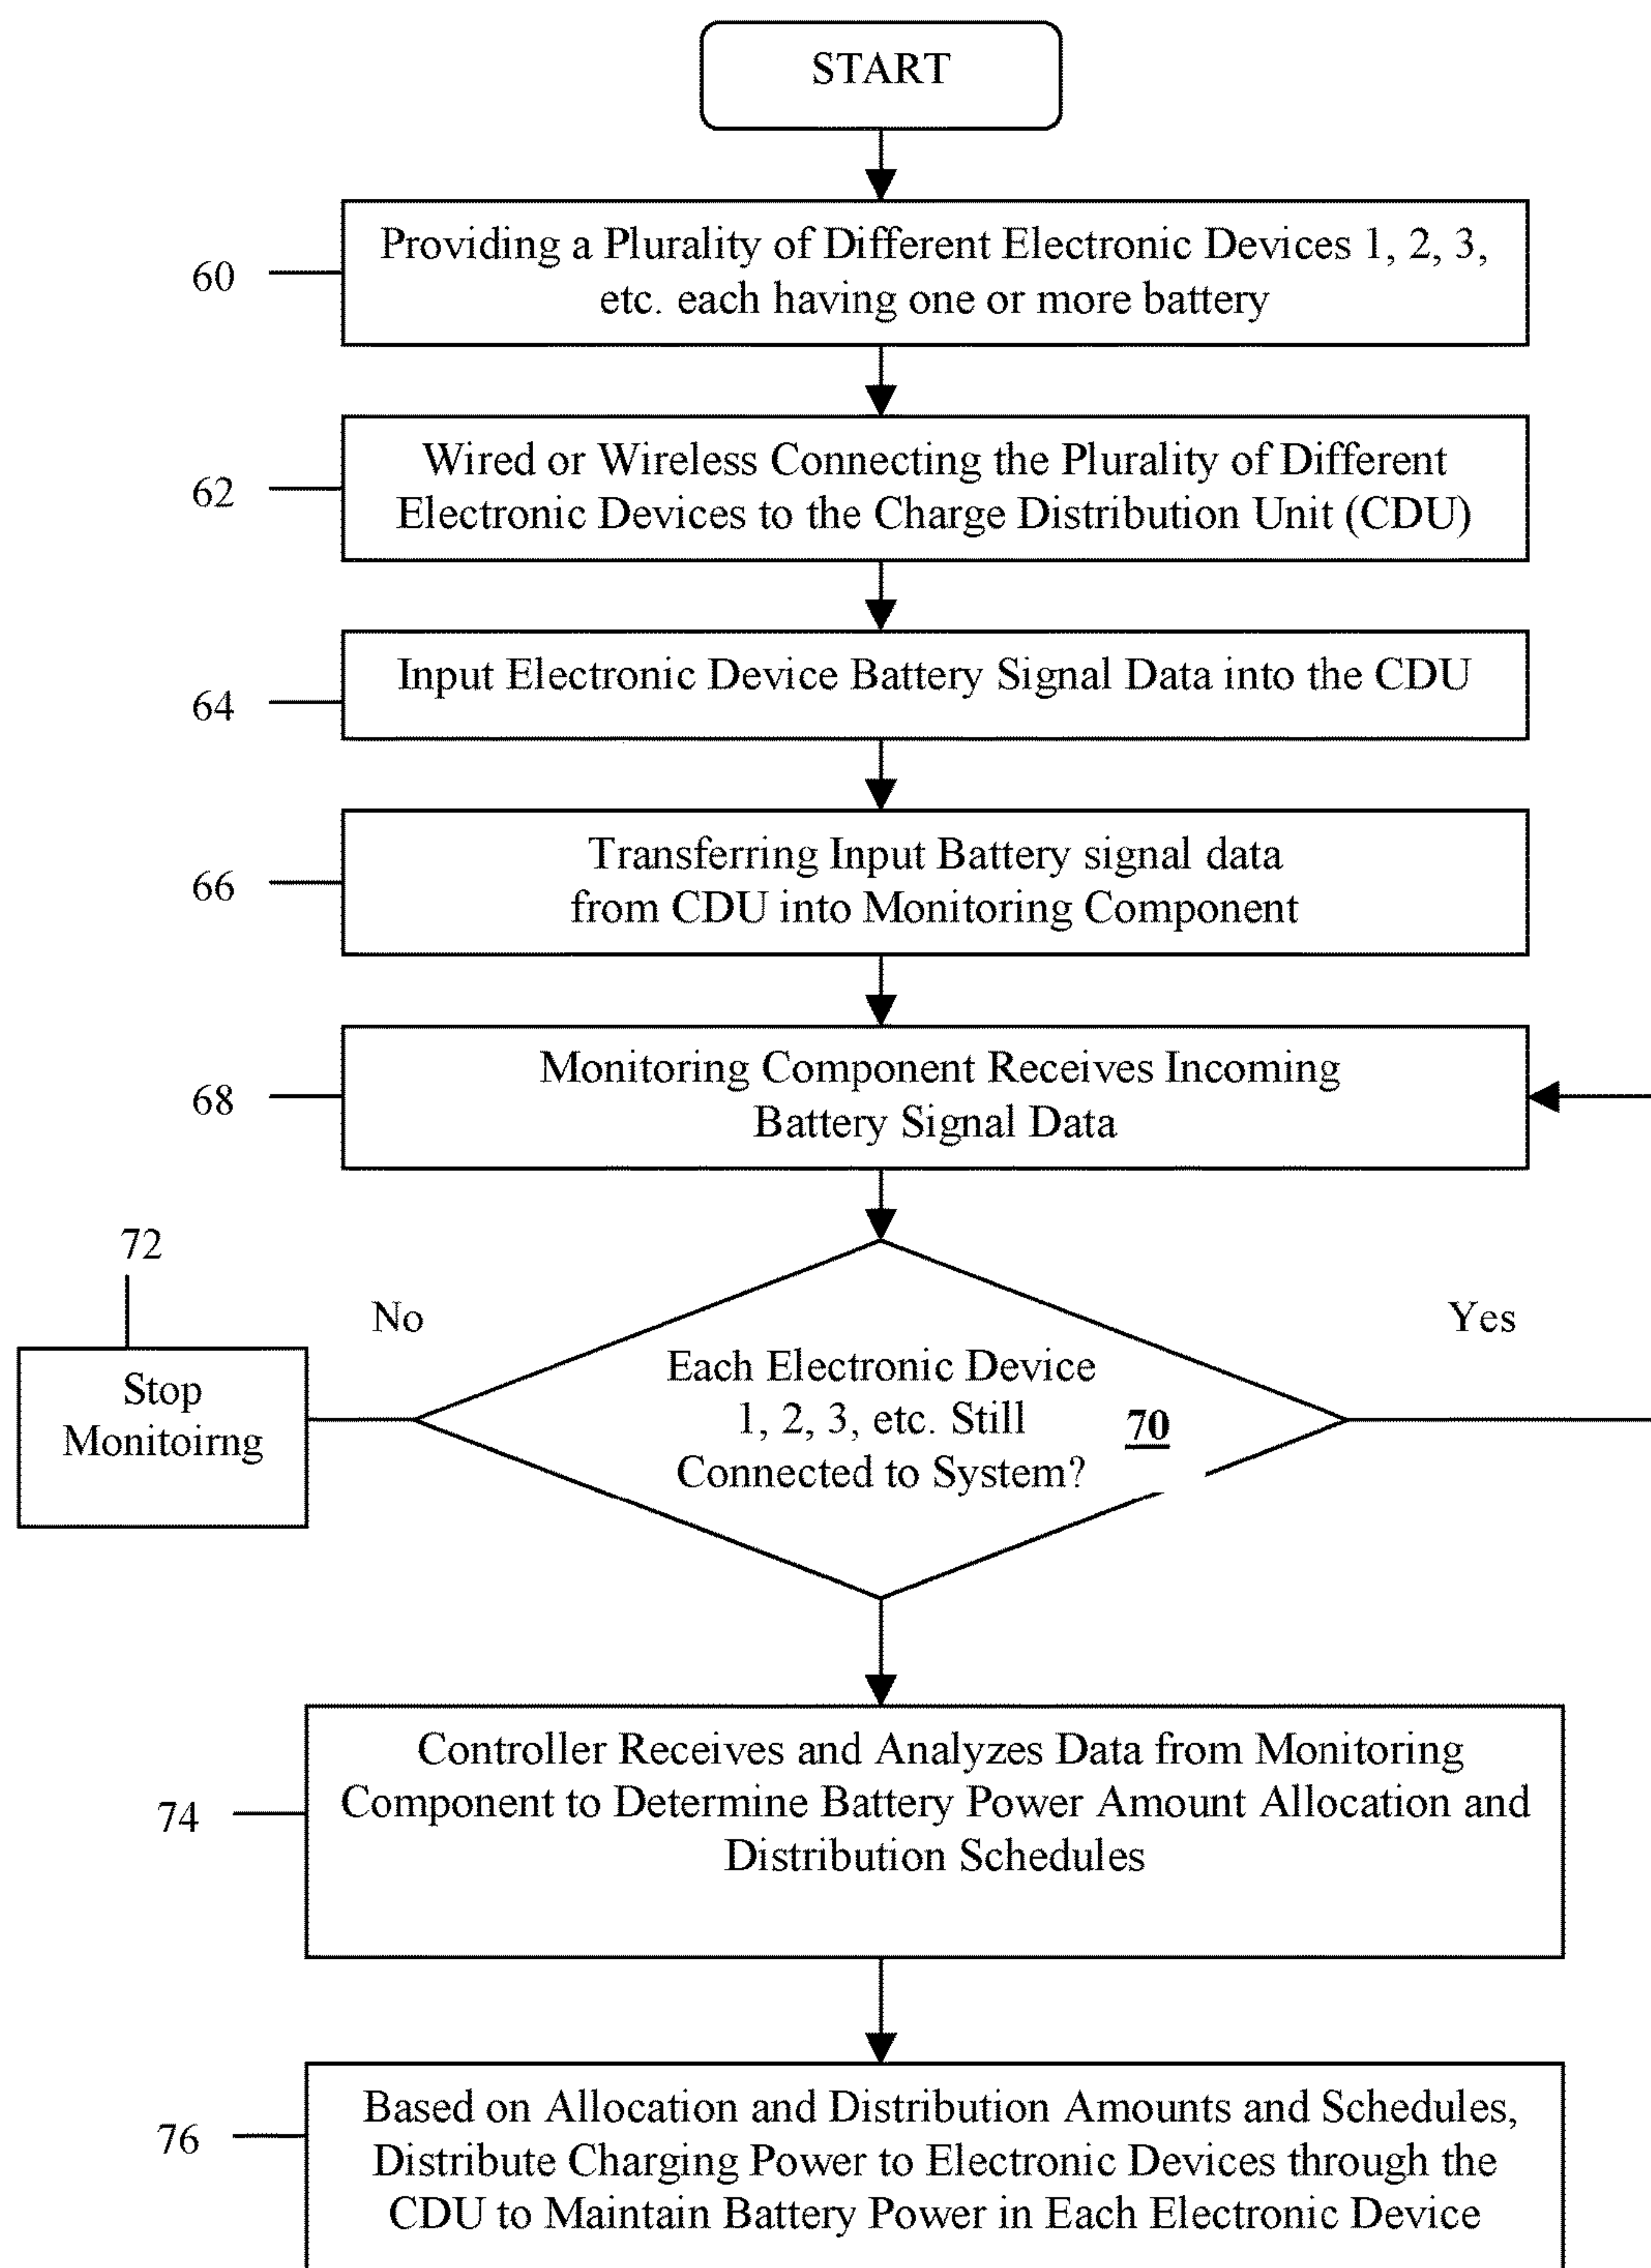 START
60
Providing a Plurality of Different Electronic Devices 1, 2, 3,
etc. each having one or more battery
62
Wired or Wireless Connecting the Plurality of Different
Electronic Devices to the Charge Distribution Unit (CDU)
64
Input Electronic Device Battery Signal Data into the CDU
66
Transferring Input Battery signal data
from CDU into Monitoring Component
68
Monitoring Component Receives Incoming
Battery Signal Data
72
No
Yes
Stop
Monitoirng
Each Electronic Device
1, 2, 3, etc. Still
Connected to System?
70
74
Controller Receives and Analyzes Data from Monitoring
Component to Determine Battery Power Amount Allocation and
Distribution Schedules
76
Based on Allocation and Distribution Amounts and Schedules,
Distribute Charging Power to Electronic Devices through the
CDU to Maintain Battery Power in Each Electronic Device